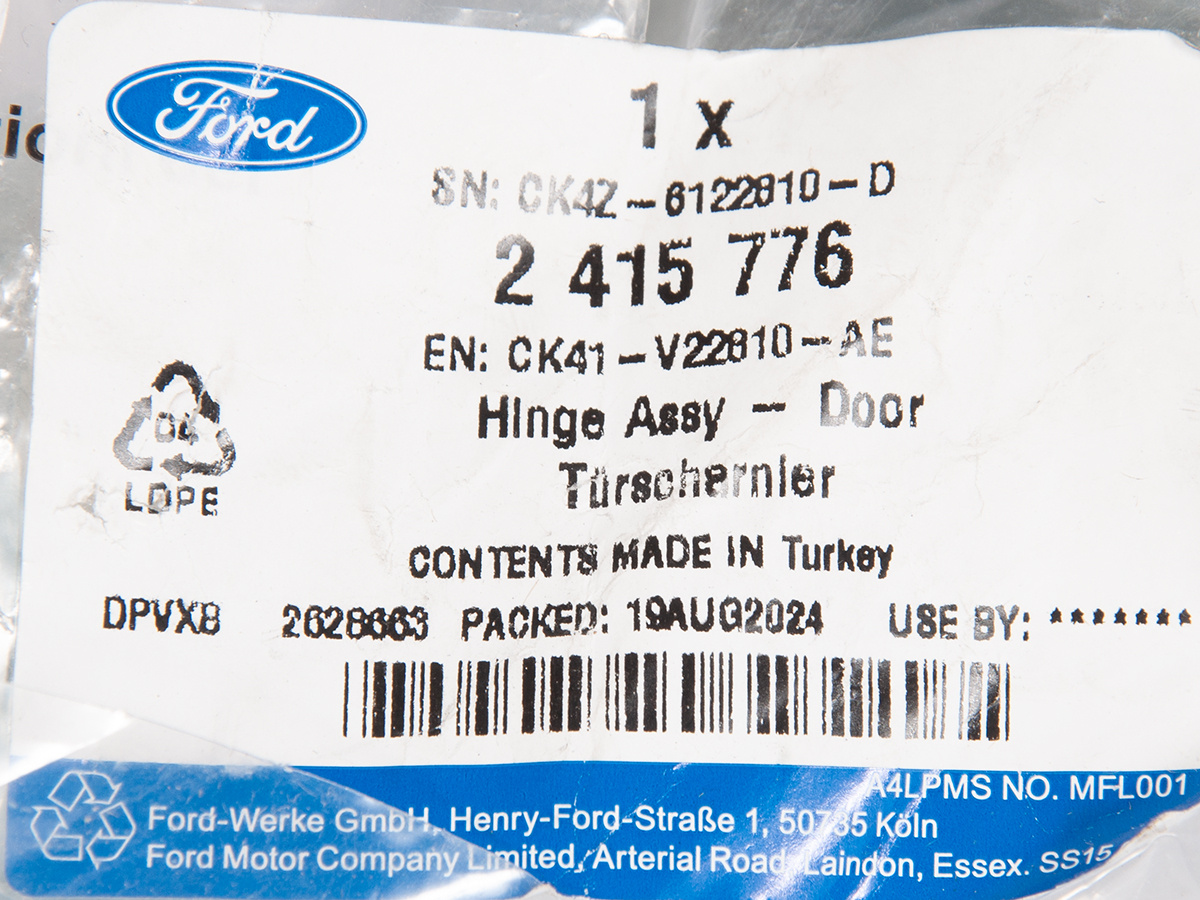 Ford
1 x
SN: CK4Z-6122810-D
2 415 776
EN: CK41-V22810-AE
Hinge Assy - Door
Türscharnier
04
LDPE
CONTENTS MADE IN Turkey
DPVXB 2628663 PACKED: 19AUG2024 USE BY: *******
A4LPMS NO. MFL001
Ford-Werke GmbH, Henry-Ford-Straße 1, 50735 Köln
Ford Motor Company Limited, Arterial Road, Laindon, Essex. SS15